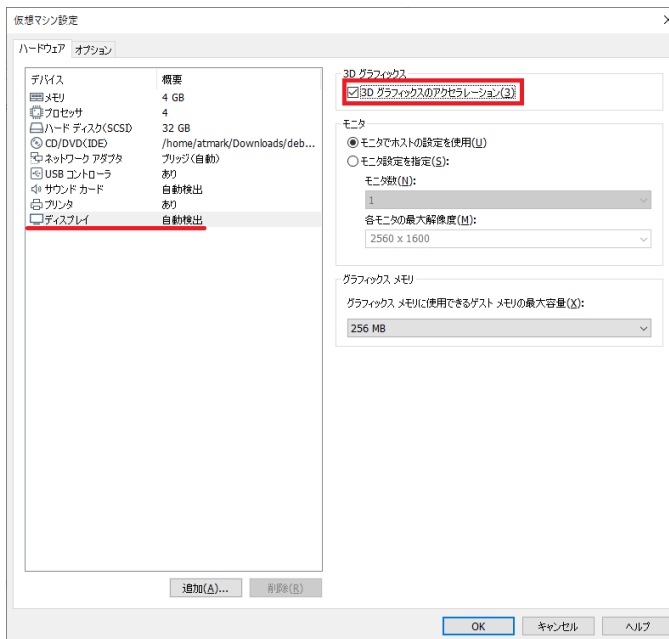 仮想マシン設定
ハードウェア オプション
デバイス 概要
メモリ 4 GB
プロセッサ 4
ハード ディスク(SCSI) 32 GB
CD/DVD(IDE) /home/atmark/Downloads/deb...
ネットワーク アダプタ ブリッジ(自動)
USB コントローラ あり
サウンド カード 自動検出
プリンタ あり
ディスプレイ 自動検出
追加(A)... 削除(R)
3D グラフィックス
3D グラフィックスのアクセラレーション(3)
モニタ
モニタでホストの設定を使用(U)
モニタ設定を指定(S):
モニタ数(N):
1
各モニタの最大解像度(M):
2560 x 1600
グラフィックス メモリ
グラフィックス メモリに使用できるゲスト メモリの最大容量(X):
256 MB
OK キャンセル ヘルプ